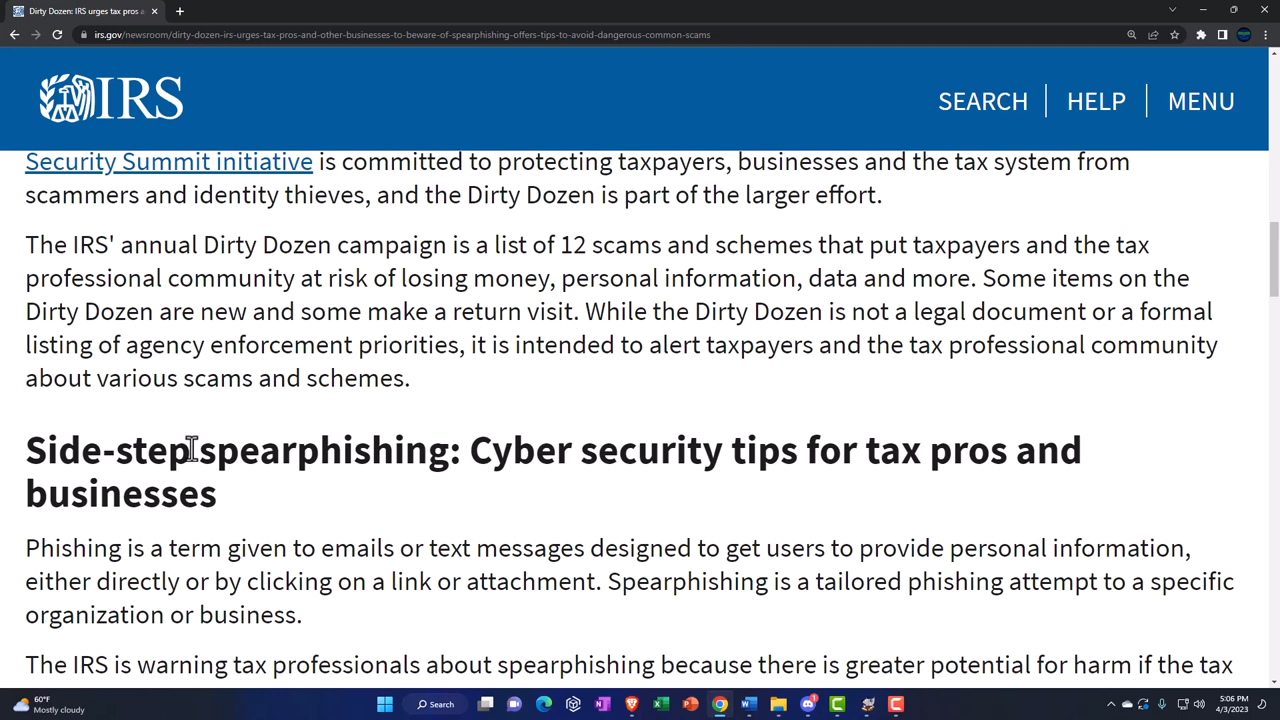 Dirty Dozen: IRS urges tax pros a
irs.gov/newsroom/dirty-dozen-irs-urges-tax-pros-and-other-businesses-to-beware-of-spearphishing-offers-tips-to-avoid-dangerous-common-scams
IRS
SEARCH HELP MENU
Security Summit initiative is committed to protecting taxpayers, businesses and the tax system from
scammers and identity thieves, and the Dirty Dozen is part of the larger effort.
The IRS' annual Dirty Dozen campaign is a list of 12 scams and schemes that put taxpayers and the tax
professional community at risk of losing money, personal information, data and more. Some items on the
Dirty Dozen are new and some make a return visit. While the Dirty Dozen is not a legal document or a formal
listing of agency enforcement priorities, it is intended to alert taxpayers and the tax professional community
about various scams and schemes.
Side-step spearphishing: Cyber security tips for tax pros and
businesses
Phishing is a term given to emails or text messages designed to get users to provide personal information,
either directly or by clicking on a link or attachment. Spearphishing is a tailored phishing attempt to a specific
organization or business.
The IRS is warning tax professionals about spearphishing because there is greater potential for harm if the tax
60°F
Mostly cloudy
Search
5:06 PM
4/3/2023